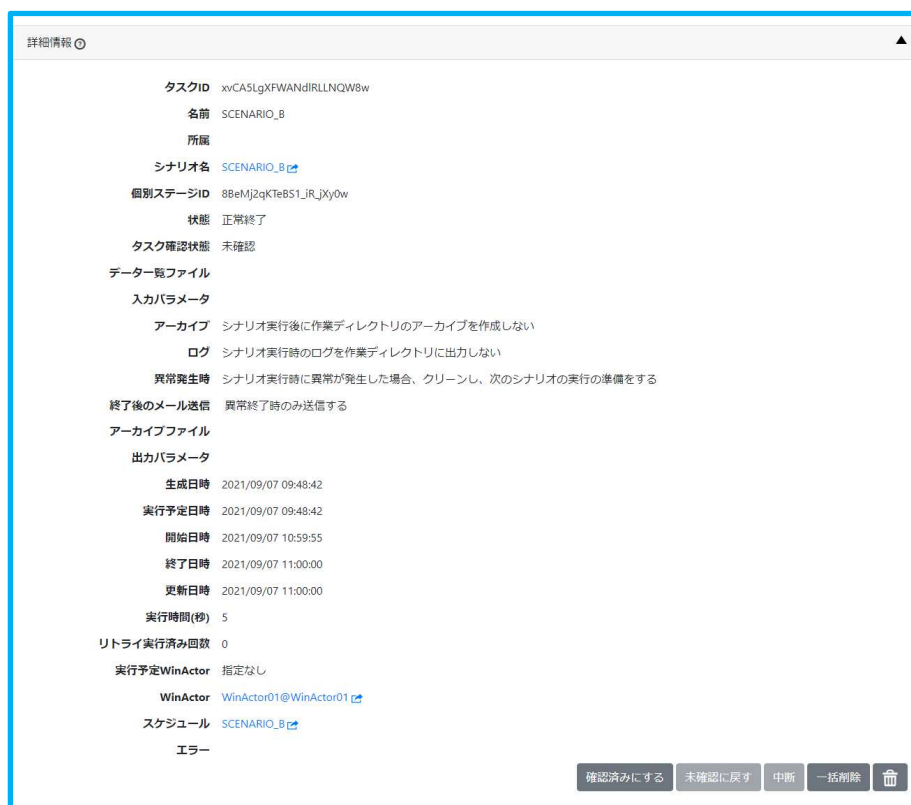 詳細情報
タスクID xvCA5LgXFWANdlRLLNQW8w
名前 SCENARIO_B
所属
シナリオ名 SCENARIO_B
個別ステージID 8BeMj2qKTeBS1_iR_jXy0w
状態 正常終了
タスク確認状態 未確認
データ一覧ファイル
入力パラメータ
アーカイブ シナリオ実行後に作業ディレクトリのアーカイブを作成しない
ログ シナリオ実行時のログを作業ディレクトリに出力しない
異常発生時 シナリオ実行時に異常が発生した場合、クリーンし、次のシナリオの実行の準備をする
終了後のメール送信 異常終了時のみ送信する
アーカイブファイル
出力パラメータ
生成日時 2021/09/07 09:48:42
実行予定日時 2021/09/07 09:48:42
開始日時 2021/09/07 10:59:55
終了日時 2021/09/07 11:00:00
更新日時 2021/09/07 11:00:00
実行時間(秒) 5
リトライ実行済み回数 0
実行予定WinActor 指定なし
WinActor WinActor01@WinActor01
スケジュール SCENARIO_B
エラー
確認済みにする 未確認に戻す 中断 一括削除